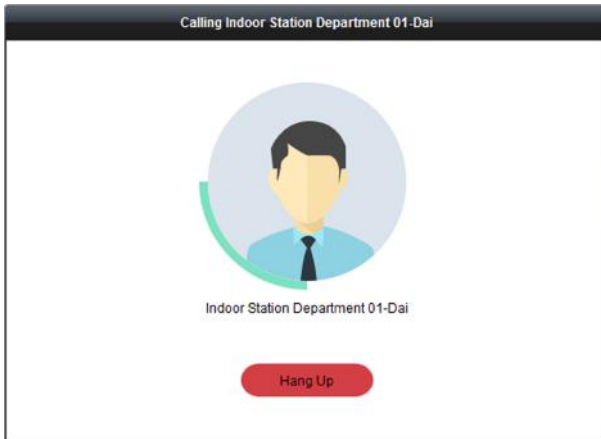 Calling Indoor Station Department 01-Dai
Indoor Station Department 01-Dai
Hang Up